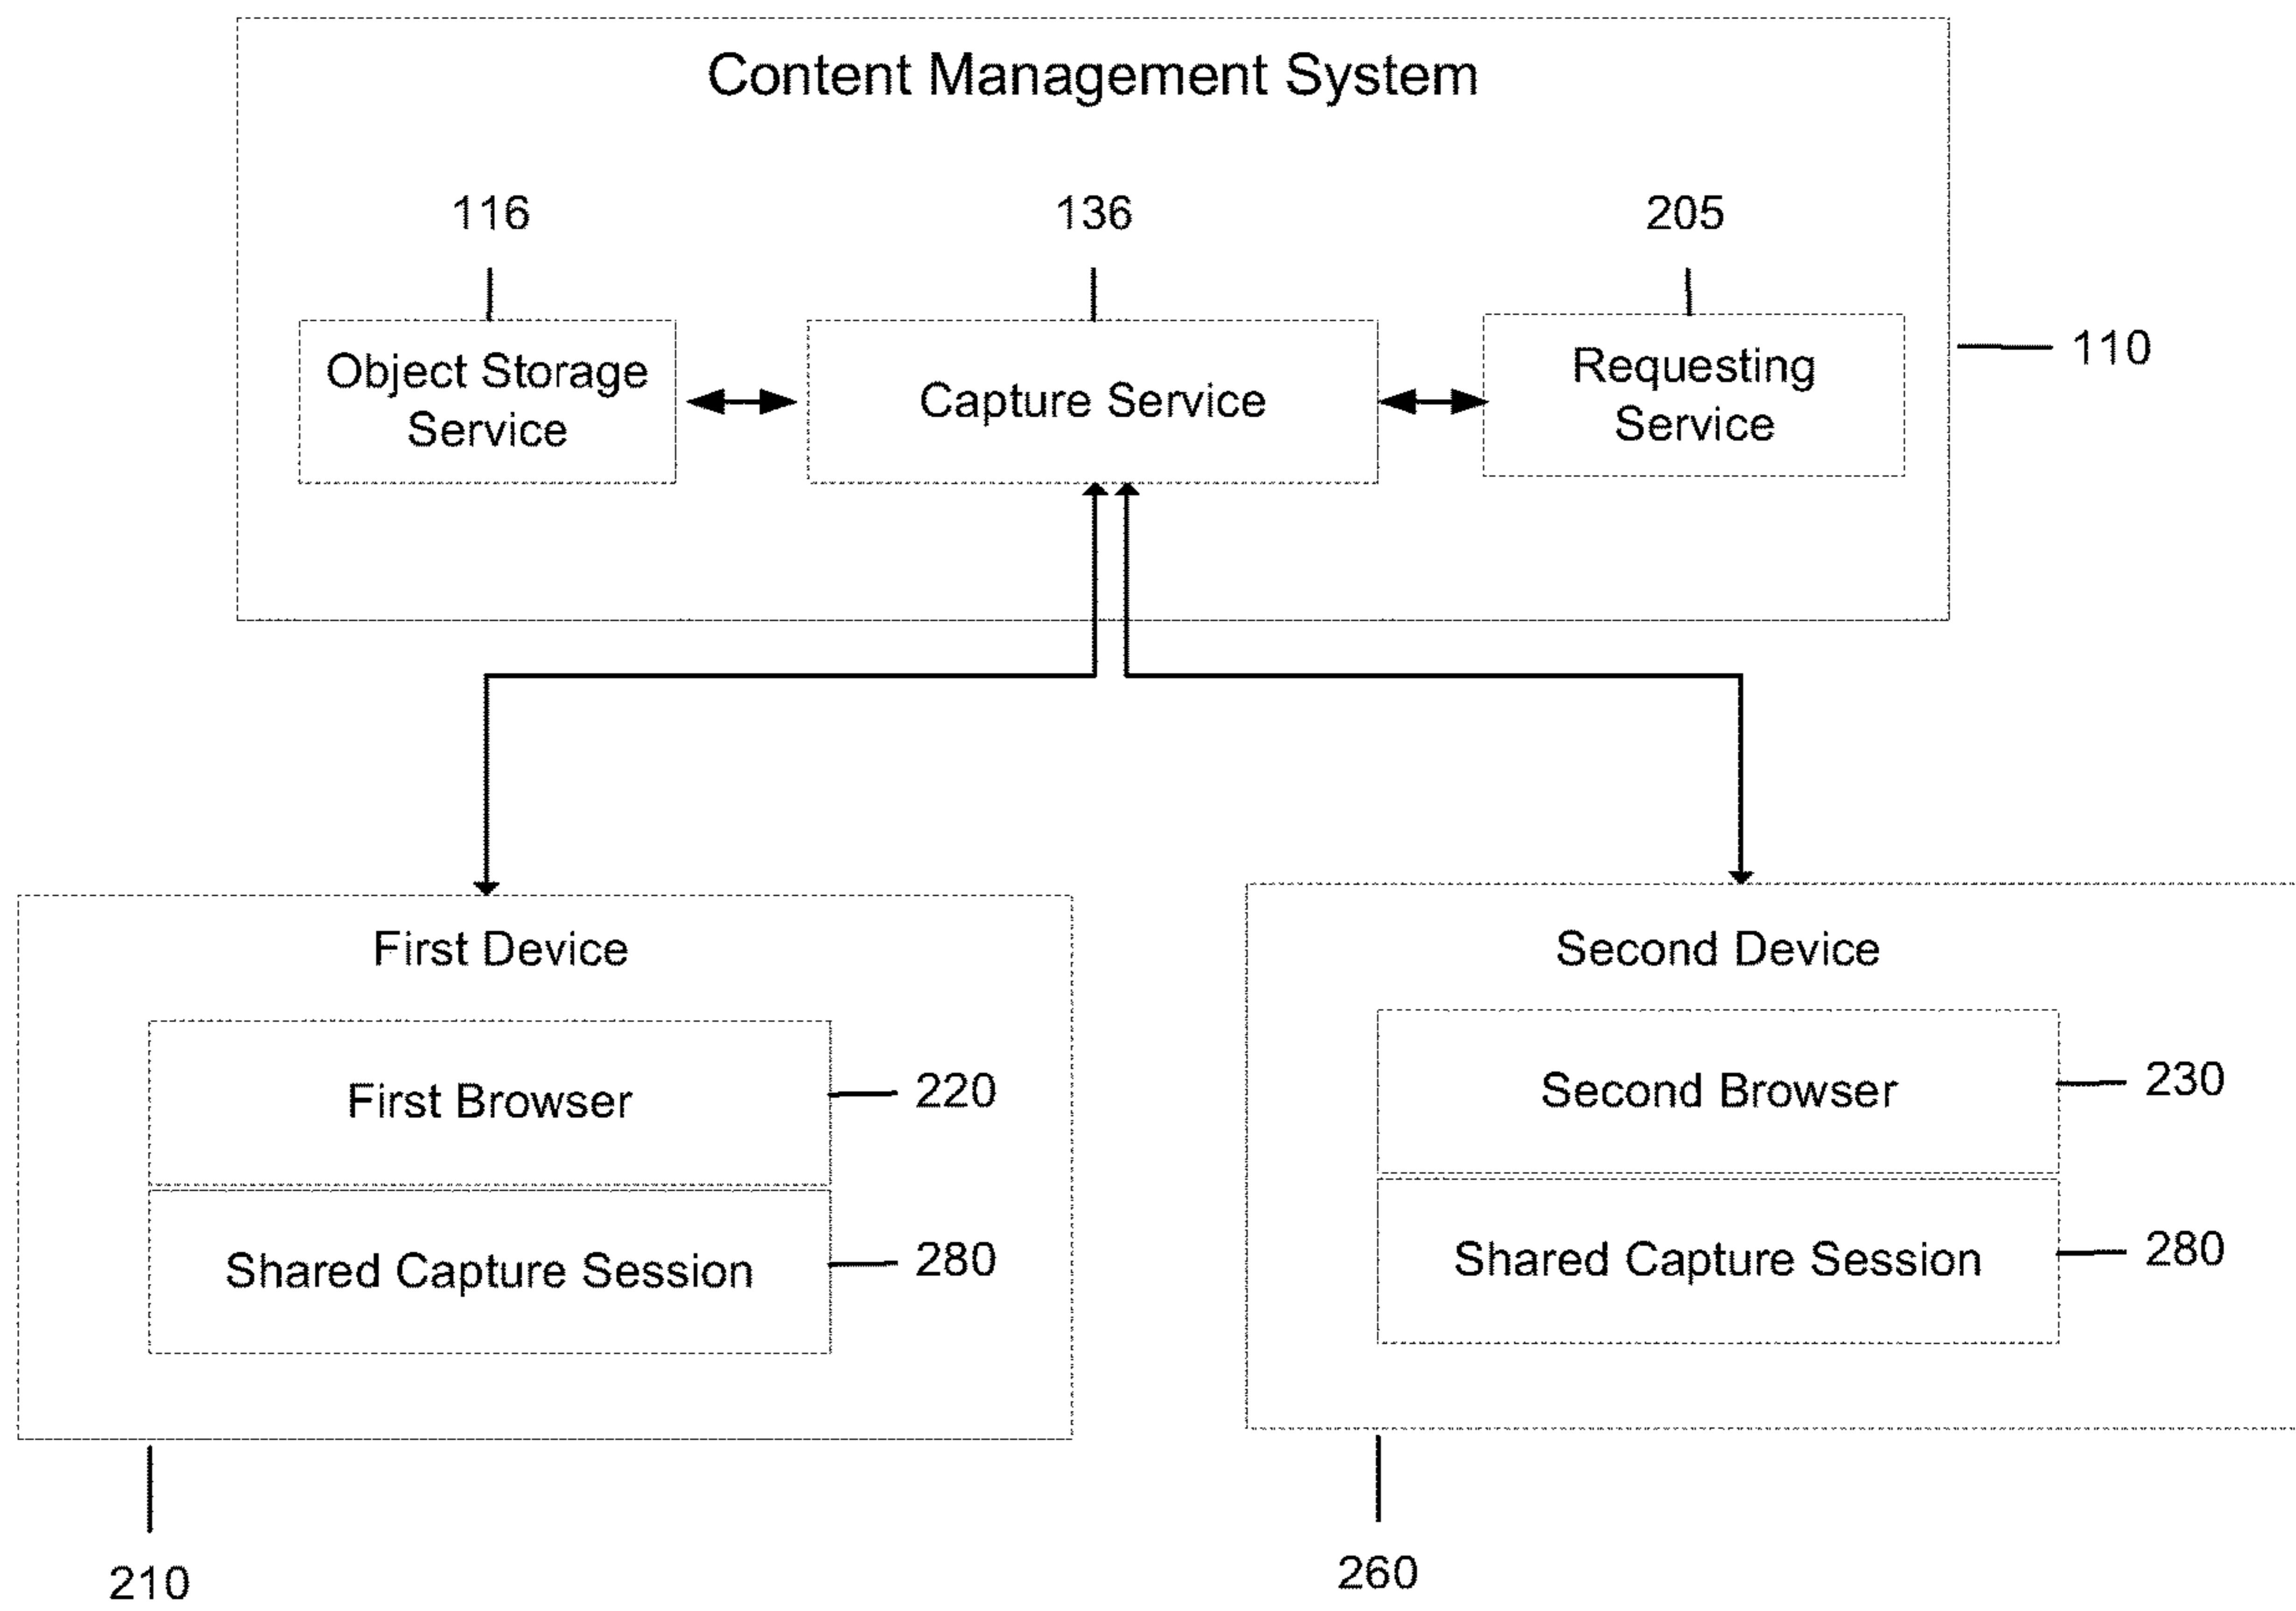 Content Management System
116
136
205
Object Storage
Service
Capture Service
Requesting
Service
110
First Device
First Browser
220
Shared Capture Session
280
210
Second Device
Second Browser
230
Shared Capture Session
280
260